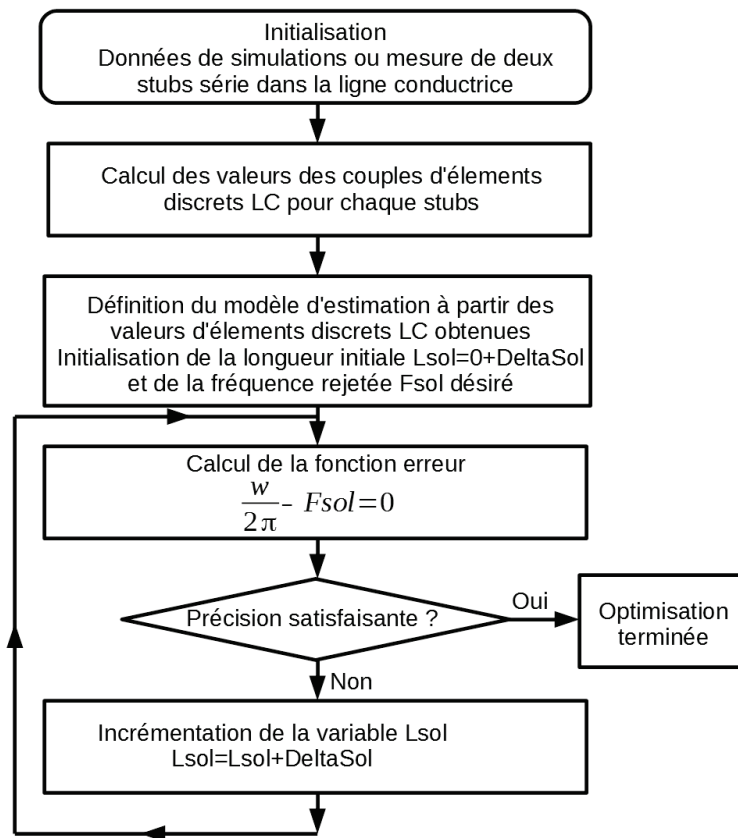 Initialisation
Données de simulations ou mesure de deux
stubs série dans la ligne conductrice
Calcul des valeurs des couples d'élements
discrets LC pour chaque stubs
Définition du modèle d'estimation à partir des
valeurs d'élements discrets LC obtenues
Initialisation de la longueur initiale Lsol=0+DeltaSol
et de la fréquence rejetée Fsol désiré
Calcul de la fonction erreur
w/2π - Fsol=0
Précision satisfaisante ?
Oui
Optimisation
terminée
Non
Incrémentation de la variable Lsol
Lsol=Lsol+DeltaSol